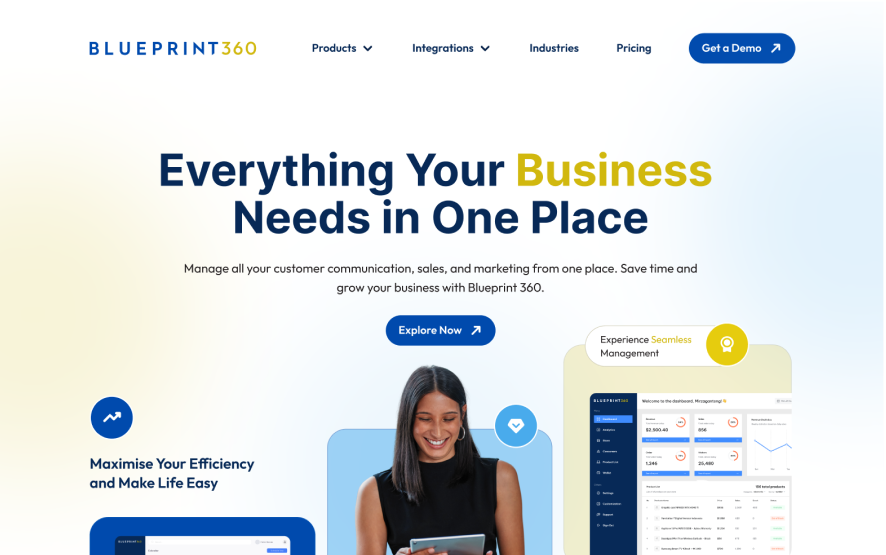 BLUEPRINT360
Products
Integrations
Industries
Pricing
Get a Demo
Everything Your Business
Needs in One Place
Manage all your customer communication, sales, and marketing from one place. Save time and
grow your business with Blueprint 360.
Explore Now
Experience Seamless
Management
Maximise Your Efficiency
and Make Life Easy
BLUEPRINT360
Welcome to the dashboard,
$2,500.40
856
1,246
25,480
BLUEPRINT360